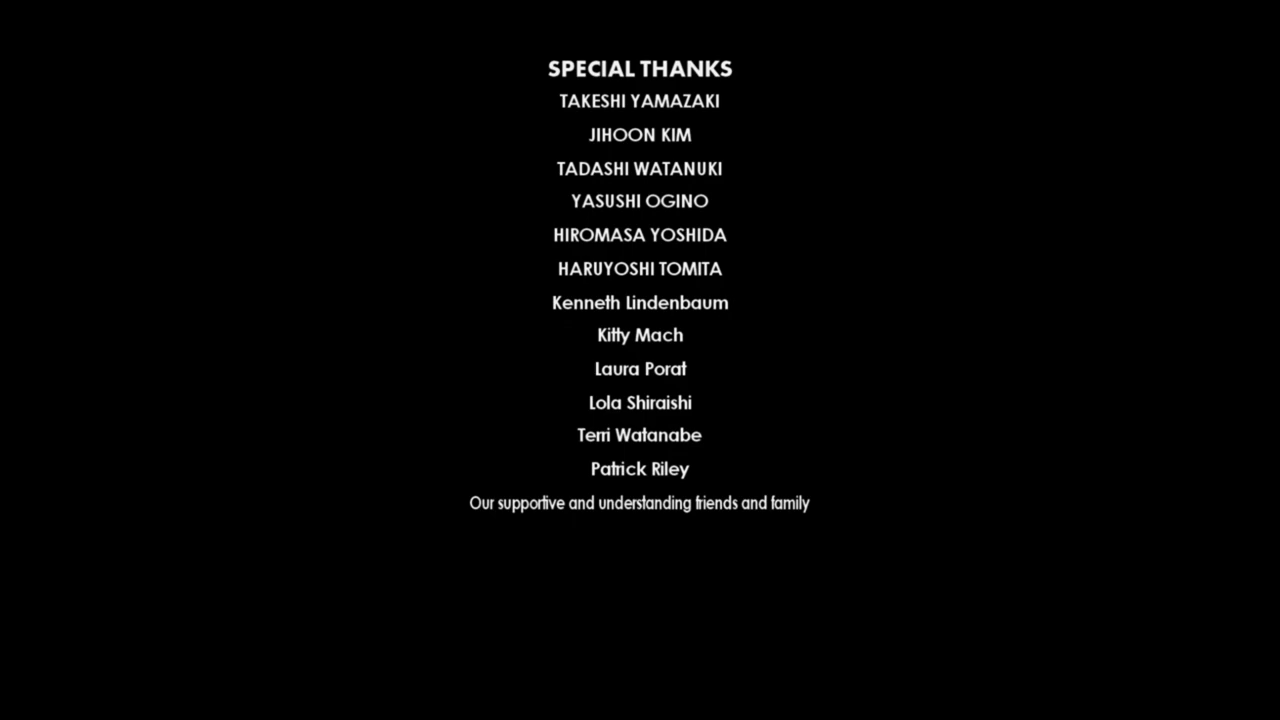 SPECIAL THANKS
TAKESHI YAMAZAKI
JIHOON KIM
TADASHI WATANUKI
YASUSHI OGINO
HIROMASA YOSHIDA
HARUYOSHI TOMITA
Kenneth Lindenbaum
Kitty Mach
Laura Porat
Lola Shiraishi
Terri Watanabe
Patrick Riley
Our supportive and understanding friends and family